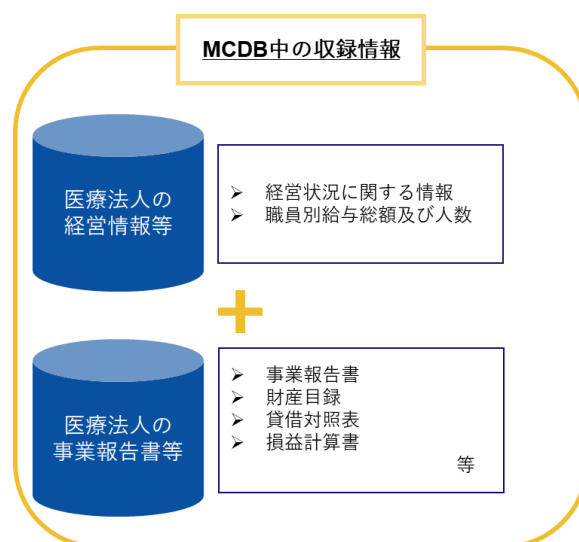 MCDB中の収録情報
医療法人の
経営情報等
➢ 経営状況に関する情報
➢ 職員別給与総額及び人数
医療法人の
事業報告書等
➢ 事業報告書
➢ 財産目録
➢ 貸借対照表
➢ 損益計算書
等